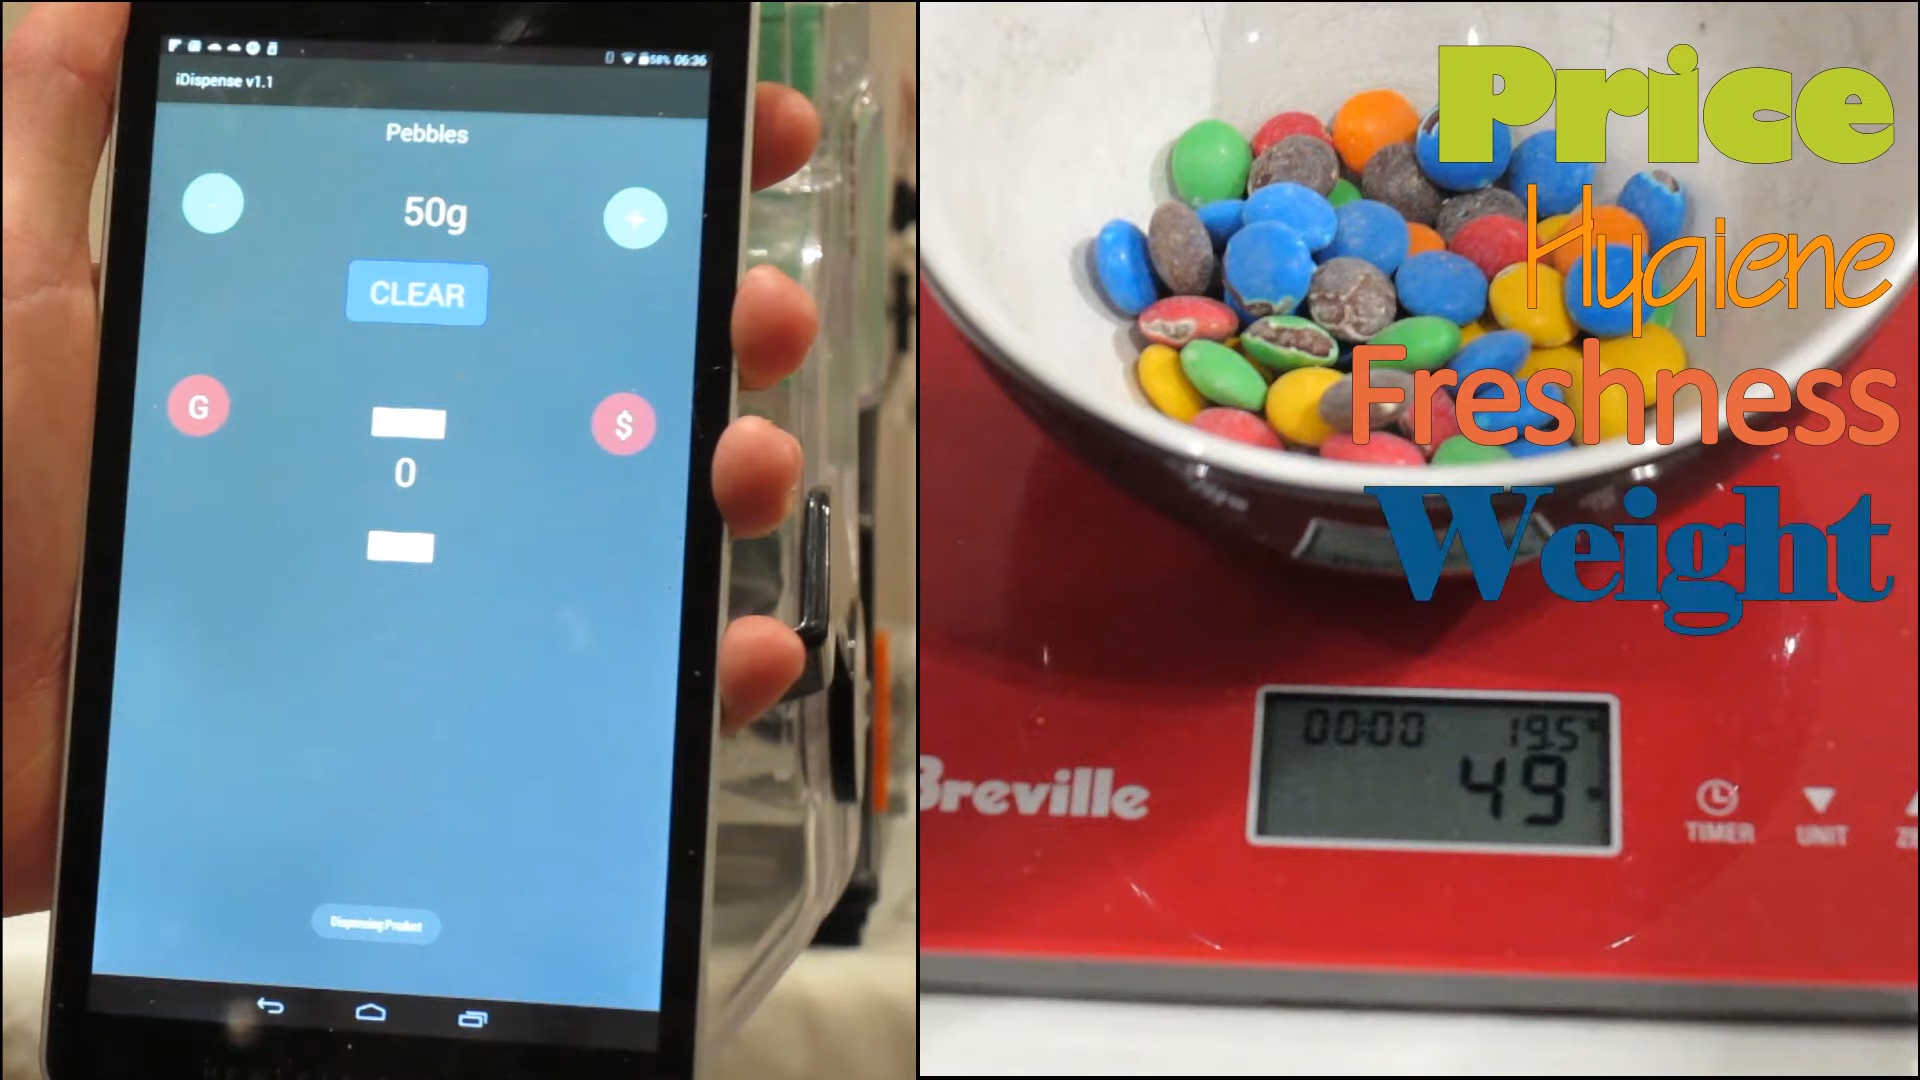 58% 06:36
iDispense v1.1
Pebbles
-
50g
+
CLEAR
G
$
0
Dispensing Product
Price
Hygiene
Freshness
Weight
00:00 19.5°
49
Breville
TIMER
UNIT